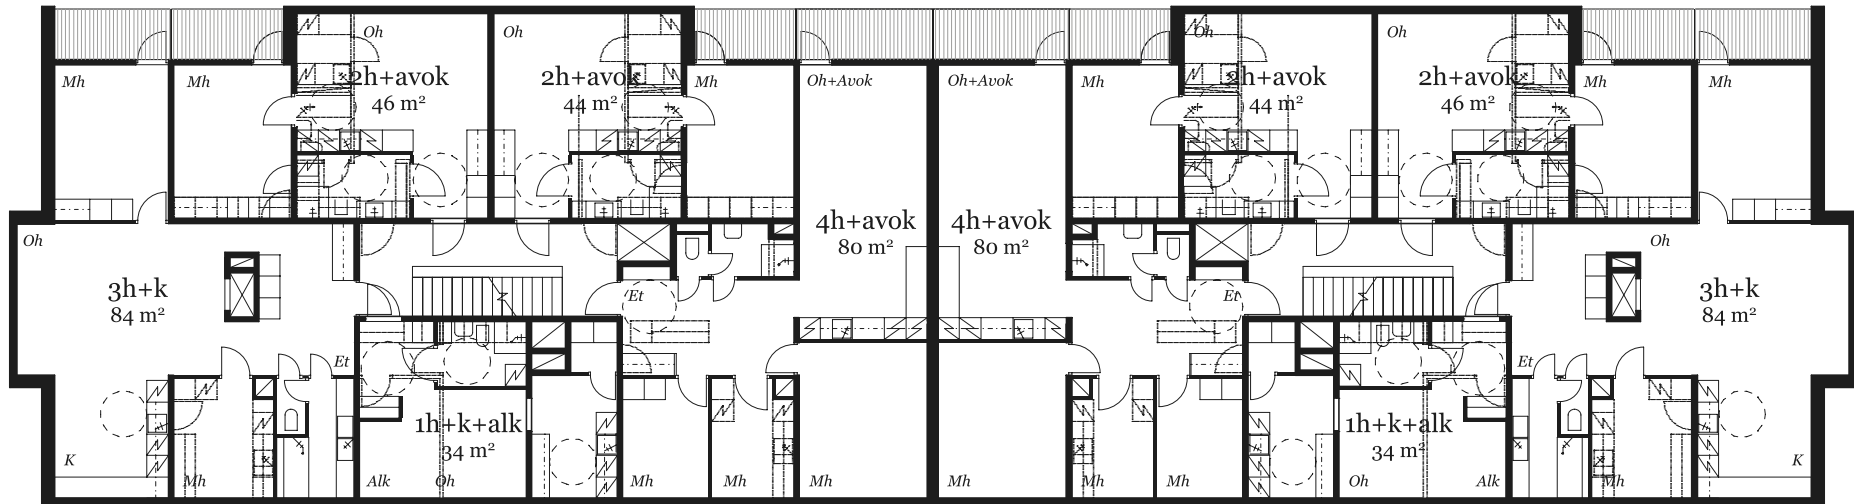 Oh
Oh
Oh
Oh
2h+avok
46 m²
2h+avok
44 m²
2h+avok
44 m²
2h+avok
46 m²
Mh
Mh
Mh
Oh+Avok
Oh+Avok
Mh
Mh
Mh
4h+avok
80 m²
4h+avok
80 m²
Oh
Oh
3h+k
84 m²
3h+k
84 m²
Et
Et
Et
Et
1h+k+alk
34 m²
1h+k+alk
34 m²
K
K
Mh
Alk
Oh
Mh
Mh
Mh
Mh
Mh
Mh
Oh
Alk
Mh